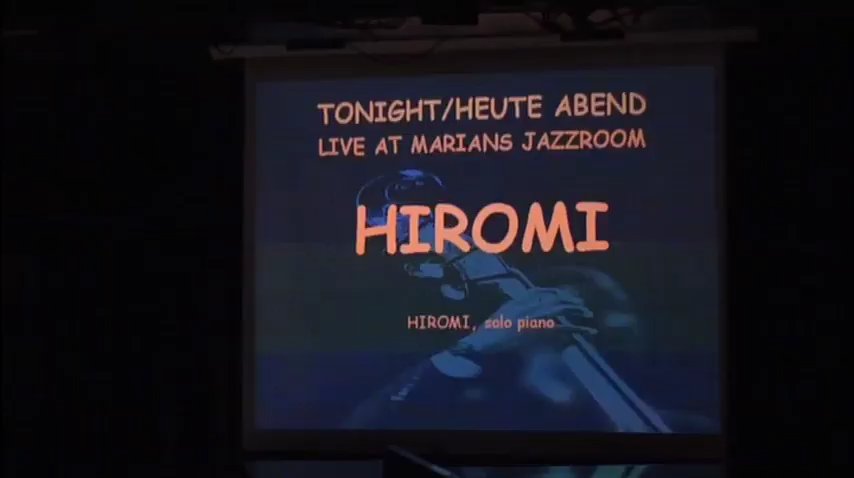 TONIGHT/HEUTE ABEND
LIVE AT MARIANS JAZZROOM
HIROMI
HIROMI, solo piano